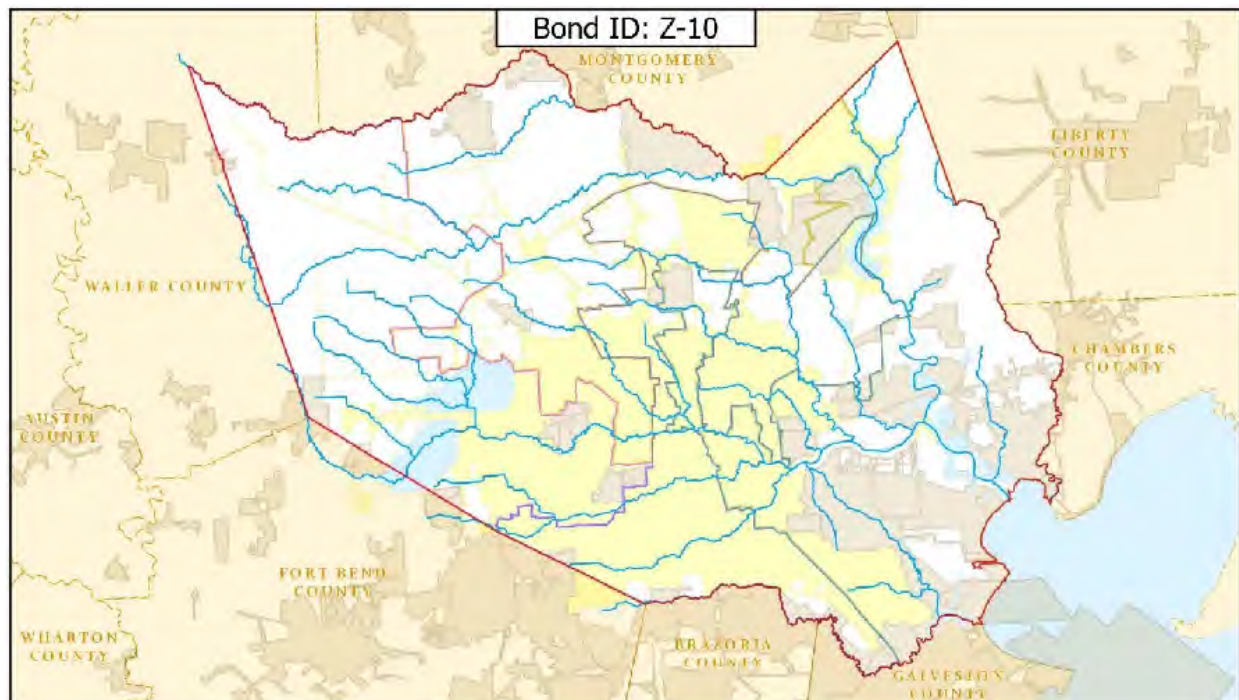 Bond ID: Z-10
MONTGOMERY
COUNTY
LIBERTY
COUNTY
WALLER COUNTY
CHAMBERS
COUNTY
AUSTIN
COUNTY
FORT BEND
COUNTY
WHARTON
COUNTY
BRAZORIA
COUNTY
GALVESTON
COUNTY